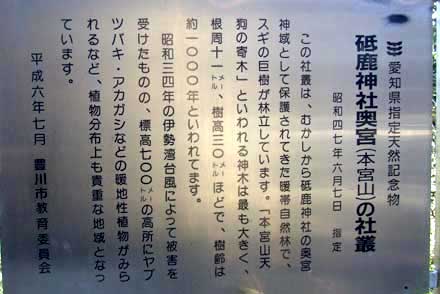 愛知県指定天然記念物
砥鹿神社奥宮(本宮山)の社叢
昭和四七年六月七日 指定
この社叢は、むかしから砥鹿神社の奥宮
神域として保護されてきた暖帯自然林で、
スギの巨樹が林立しています。「本宮山天
狗の寄木」といわれる神木は最も大きく、
根周十一メートル、樹高三〇メートルほどで、樹齢は
約一〇〇〇年といわれてます。
昭和三四年の伊勢湾台風によって被害を
受けたものの、標高七〇〇メートルの高所にヤブ
ツバキ・アカガシなどの暖地性植物がみら
れるなど、植物分布上も貴重な地域となっ
ています。
平成六年七月 豊川市教育委員会